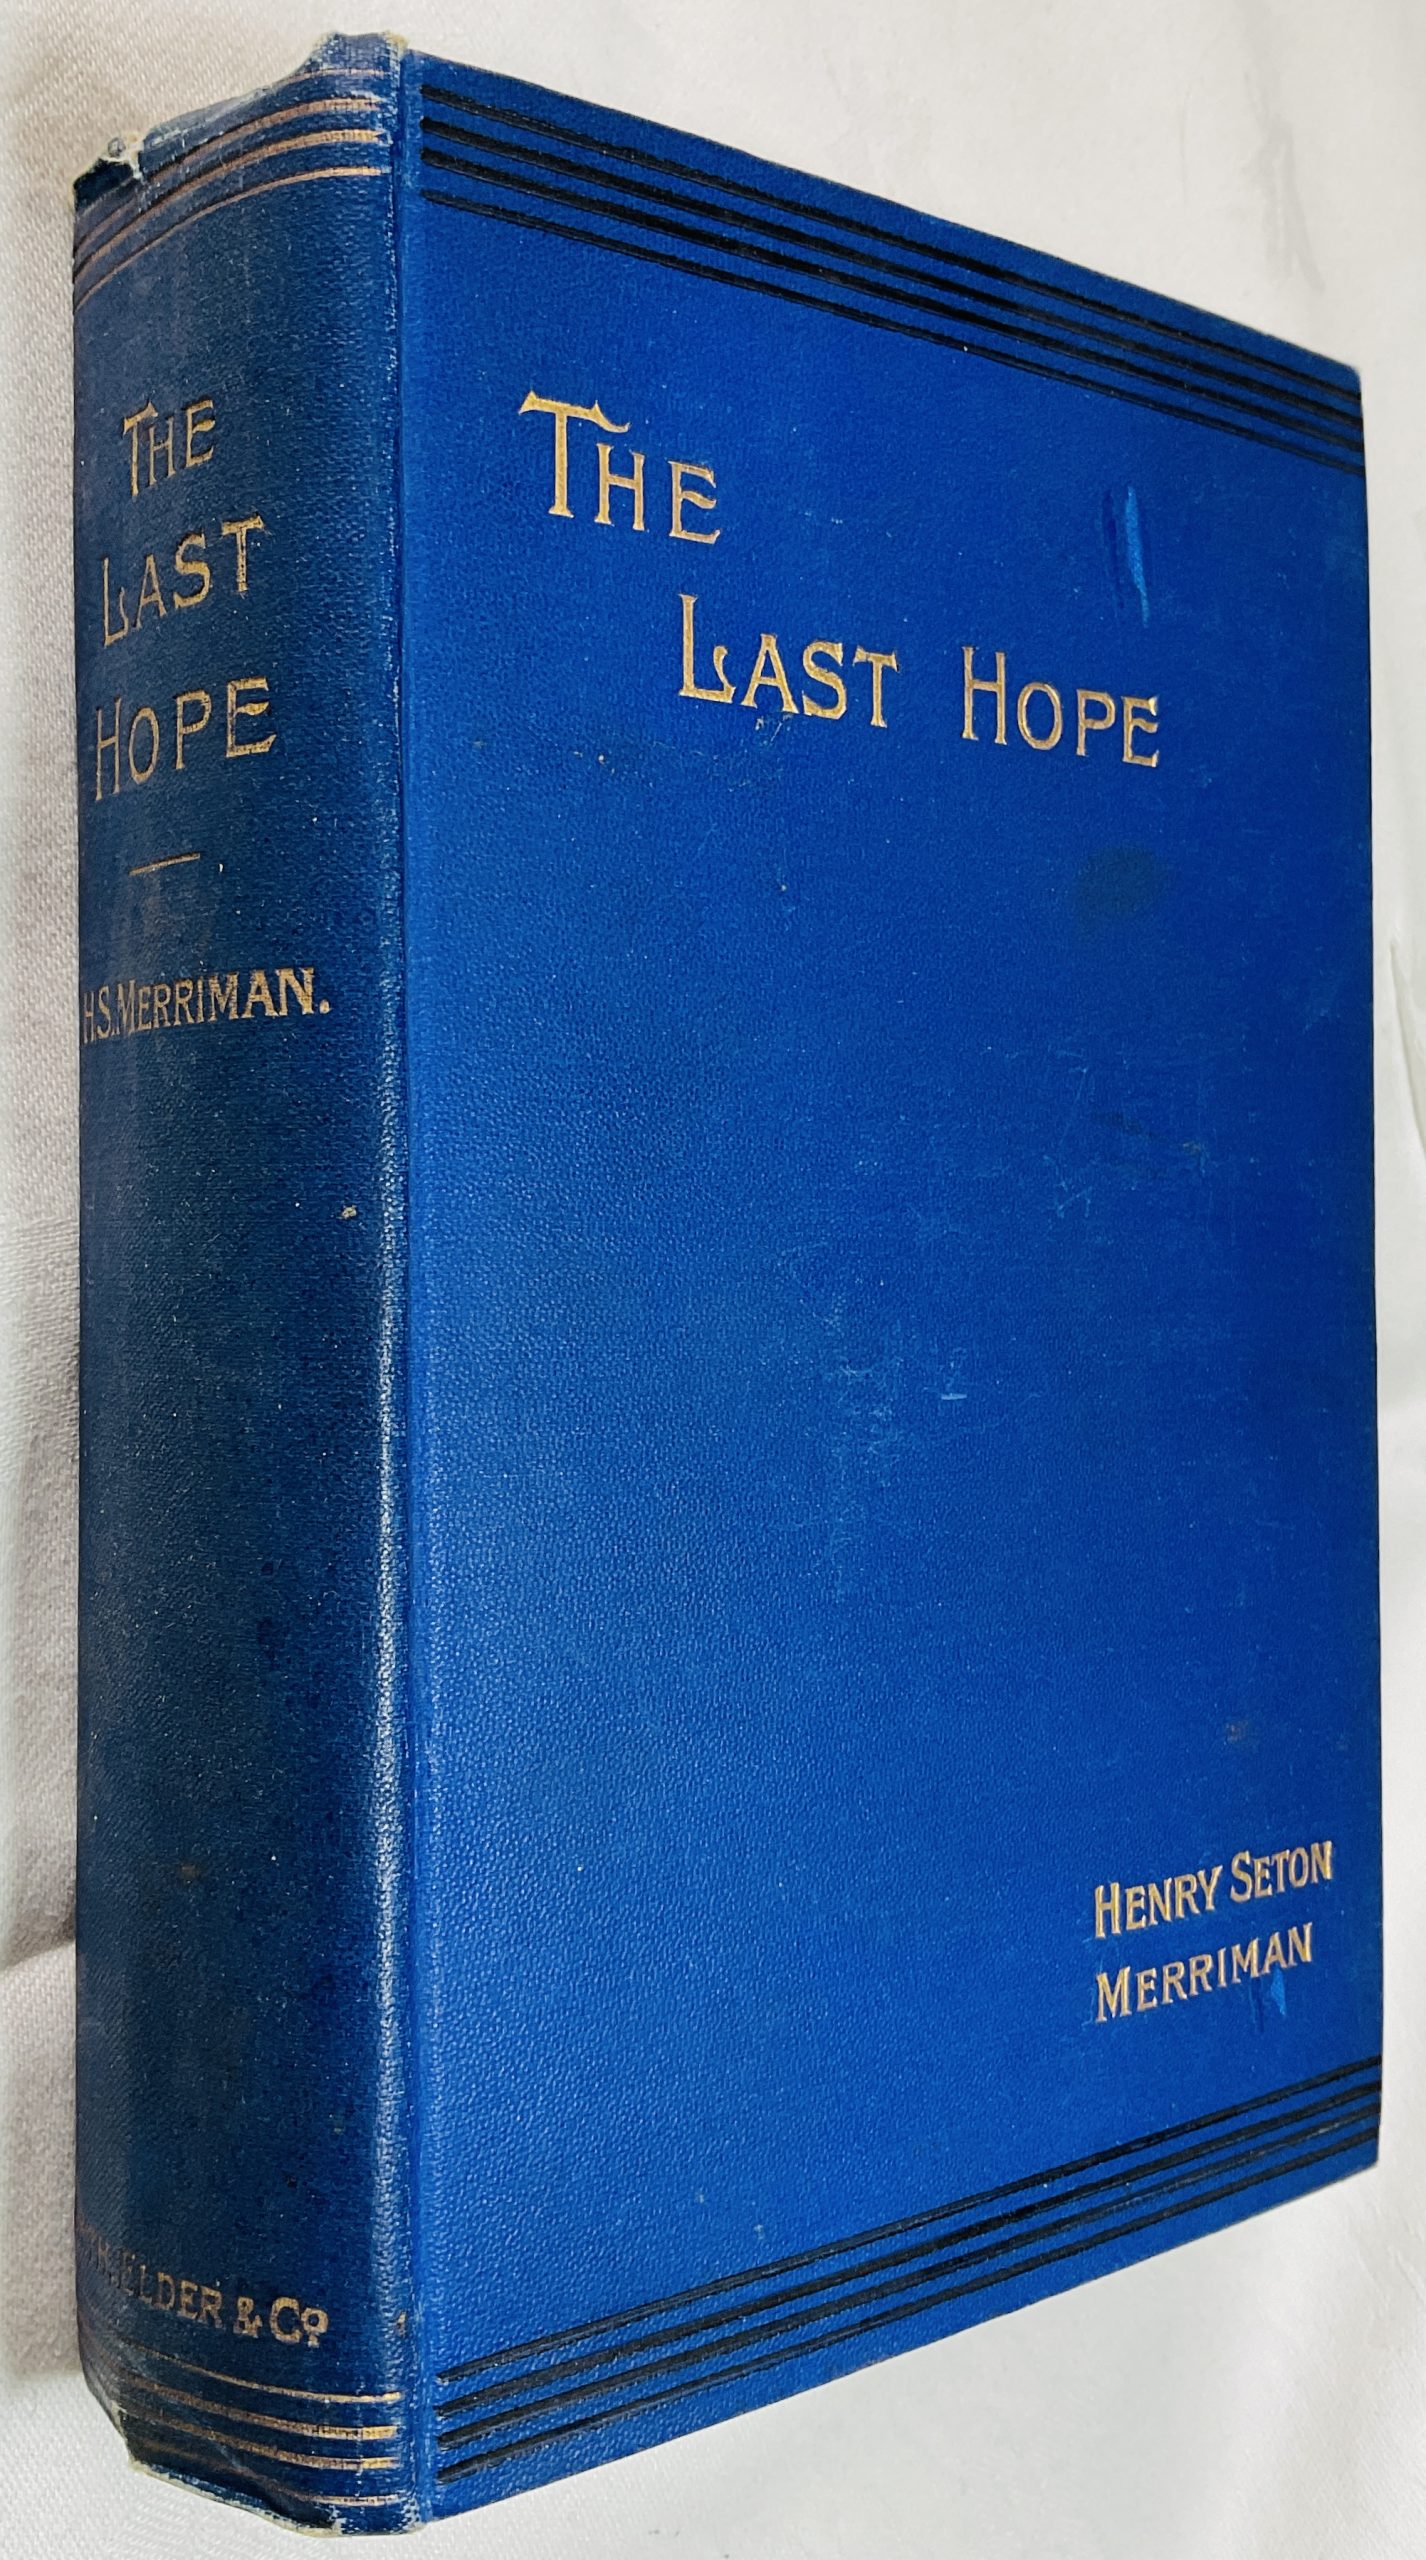 THE
LAST
HOPE
H.S. MERRIMAN.
ELDER & Co
THE
LAST HOPE
HENRY SETON
MERRIMAN